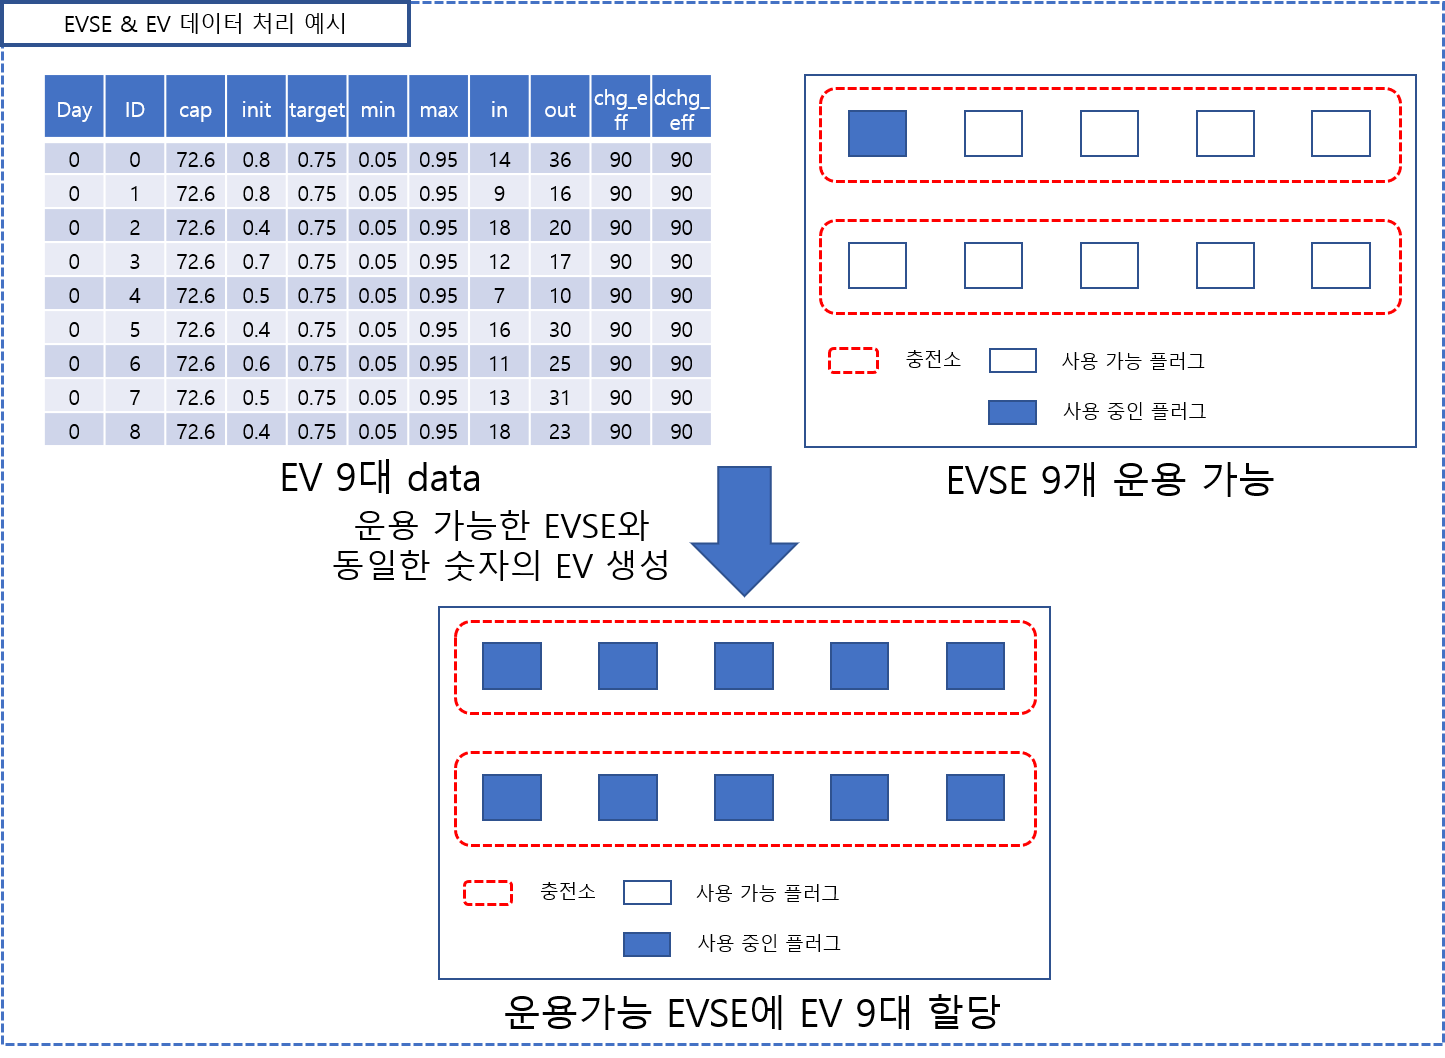 EVSE & EV 데이터 처리 예시
Day ID cap init target min max in out chg_eff dchg_eff
0 0 72.6 0.8 0.75 0.05 0.95 14 36 90 90
0 1 72.6 0.8 0.75 0.05 0.95 9 16 90 90
0 2 72.6 0.4 0.75 0.05 0.95 18 20 90 90
0 3 72.6 0.7 0.75 0.05 0.95 12 17 90 90
0 4 72.6 0.5 0.75 0.05 0.95 7 10 90 90
0 5 72.6 0.4 0.75 0.05 0.95 16 30 90 90
0 6 72.6 0.6 0.75 0.05 0.95 11 25 90 90
0 7 72.6 0.5 0.75 0.05 0.95 13 31 90 90
0 8 72.6 0.4 0.75 0.05 0.95 18 23 90 90
EV 9대 data
충전소 사용 가능 플러그
사용 중인 플러그
EVSE 9개 운용 가능
운용 가능한 EVSE와
동일한 숫자의 EV 생성
충전소 사용 가능 플러그
사용 중인 플러그
운용가능 EVSE에 EV 9대 할당